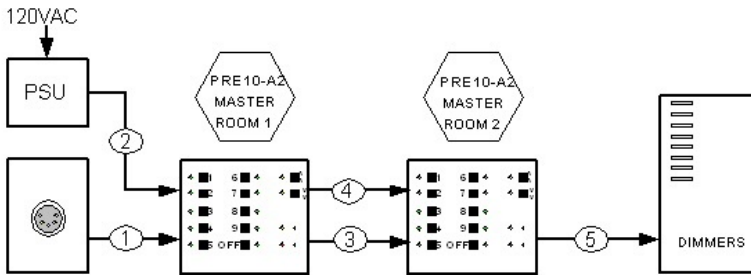 120VAC
PSU
PRE10-A2
MASTER
ROOM 1
PRE10-A2
MASTER
ROOM 2
2
1
4
3
5
1 6
2 7
3 8
4 9
5 OFF
1 6
2 7
3 8
4 9
5 OFF
DIMMERS